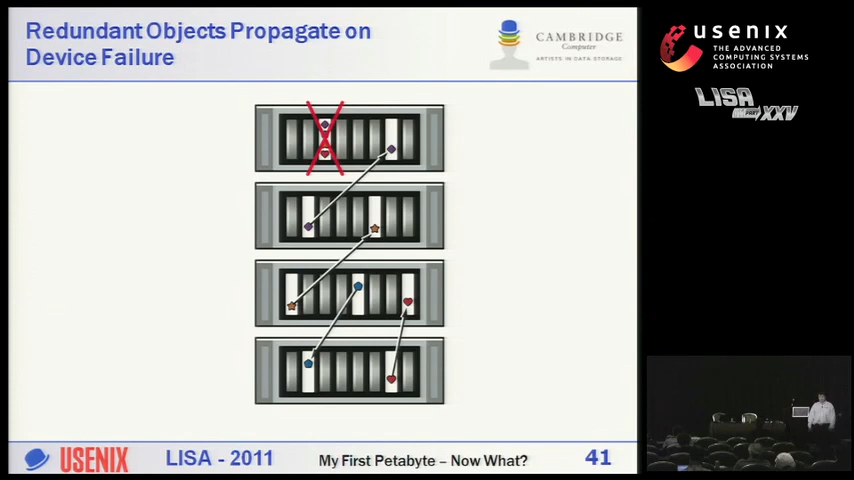 Redundant Objects Propagate on
Device Failure
CAMBRIDGE
Computer
ARTISTS IN DATA STORAGE
USENIX
LISA - 2011
My First Petabyte – Now What?
41
usenix
THE ADVANCED
COMPUTING SYSTEMS
ASSOCIATION
LISA
XXV